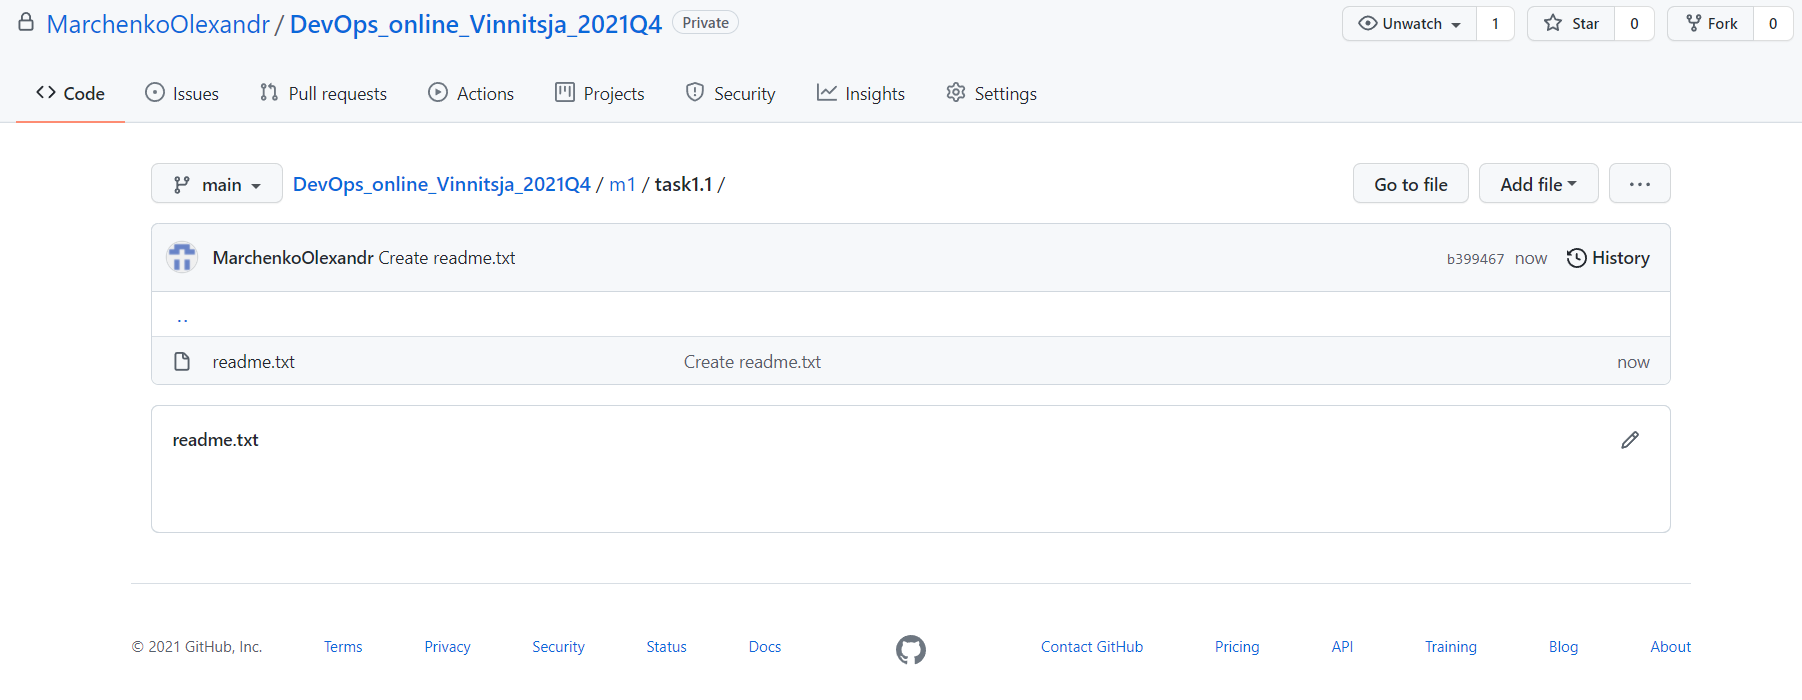 MarchenkoOlexandr / DevOps_online_Vinnitsja_2021Q4 Private Unwatch 1 Star 0 Fork 0
Code Issues Pull requests Actions Projects Security Insights Settings
main DevOps_online_Vinnitsja_2021Q4 / m1 / task1.1 / Go to file Add file ...
MarchenkoOlexandr Create readme.txt b399467 now History
..
readme.txt Create readme.txt now
readme.txt
© 2021 GitHub, Inc. Terms Privacy Security Status Docs Contact GitHub Pricing API Training Blog About